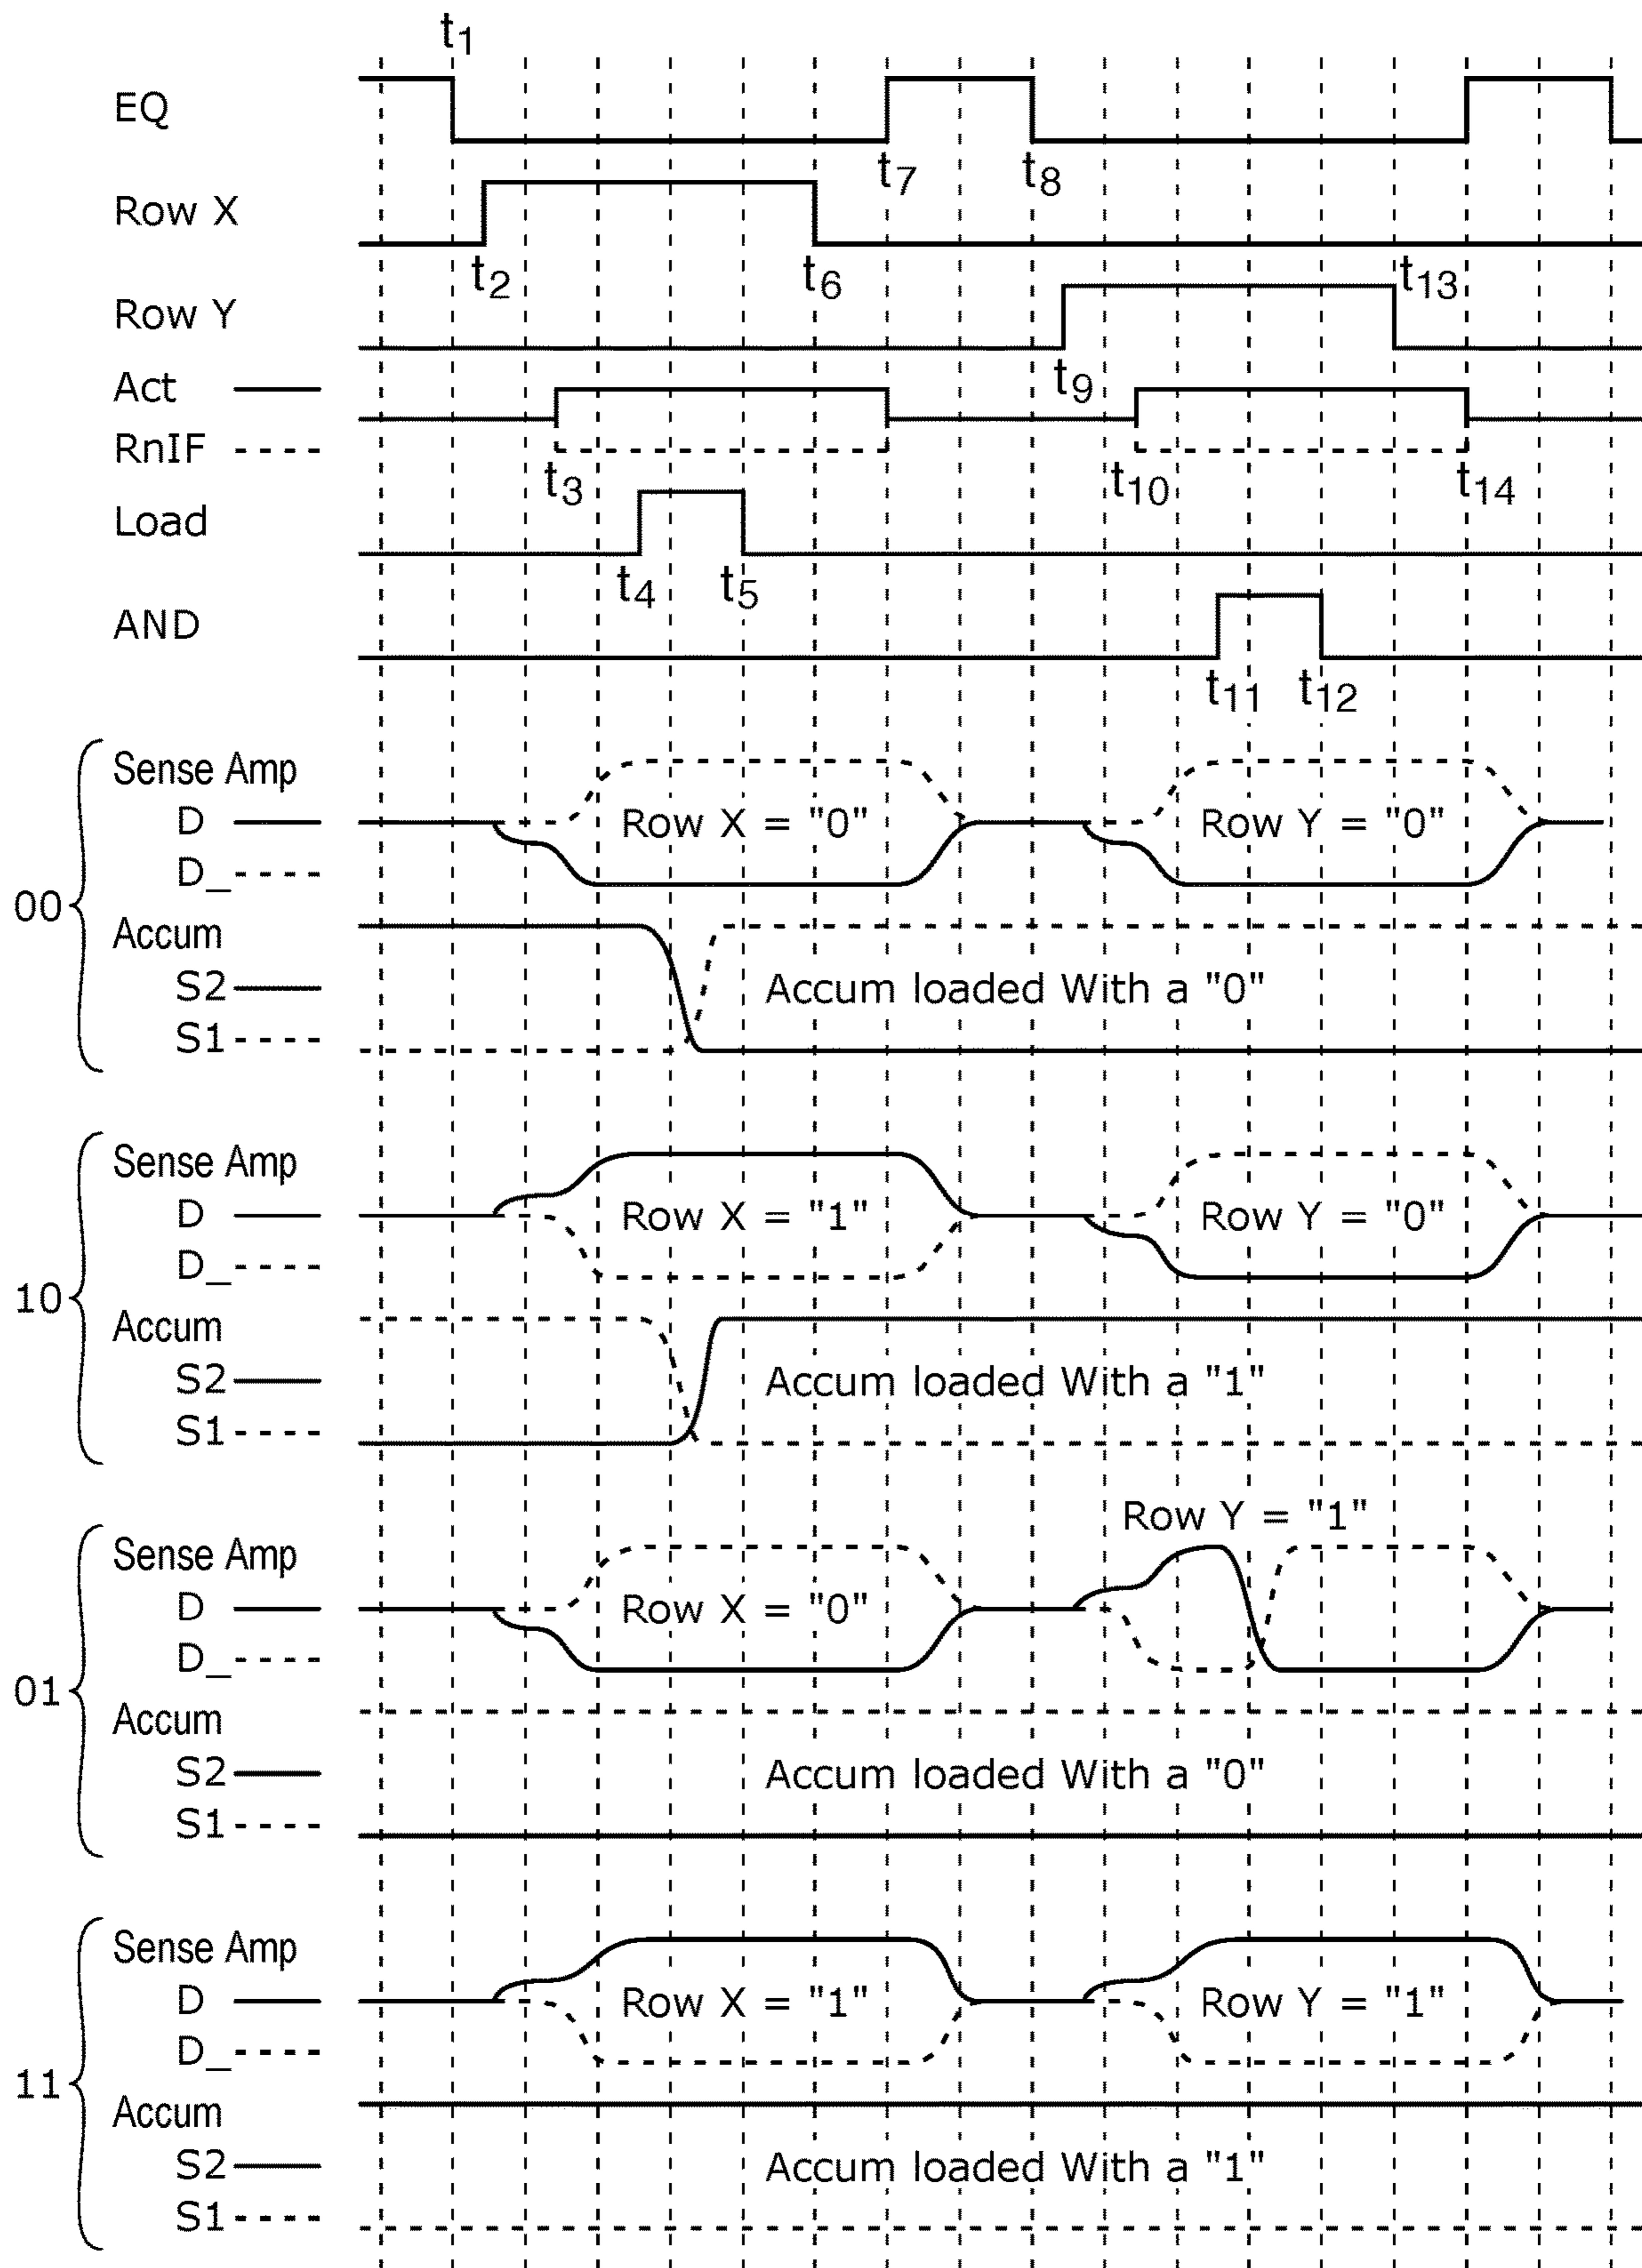 t1
EQ
t7 t8
Row X
t2 t6 t13
Row Y
t9
Act
RnIF
t3 t10 t14
Load
t4 t5
AND
t11 t12
00
Sense Amp
D Row X = "0" Row Y = "0"
D_
Accum
S2 Accum loaded With a "0"
S1
10
Sense Amp
D Row X = "1" Row Y = "0"
D_
Accum
S2 Accum loaded With a "1"
S1
01
Row Y = "1"
Sense Amp
D Row X = "0"
D_
Accum
S2 Accum loaded With a "0"
S1
11
Sense Amp
D Row X = "1" Row Y = "1"
D_
Accum
S2 Accum loaded With a "1"
S1